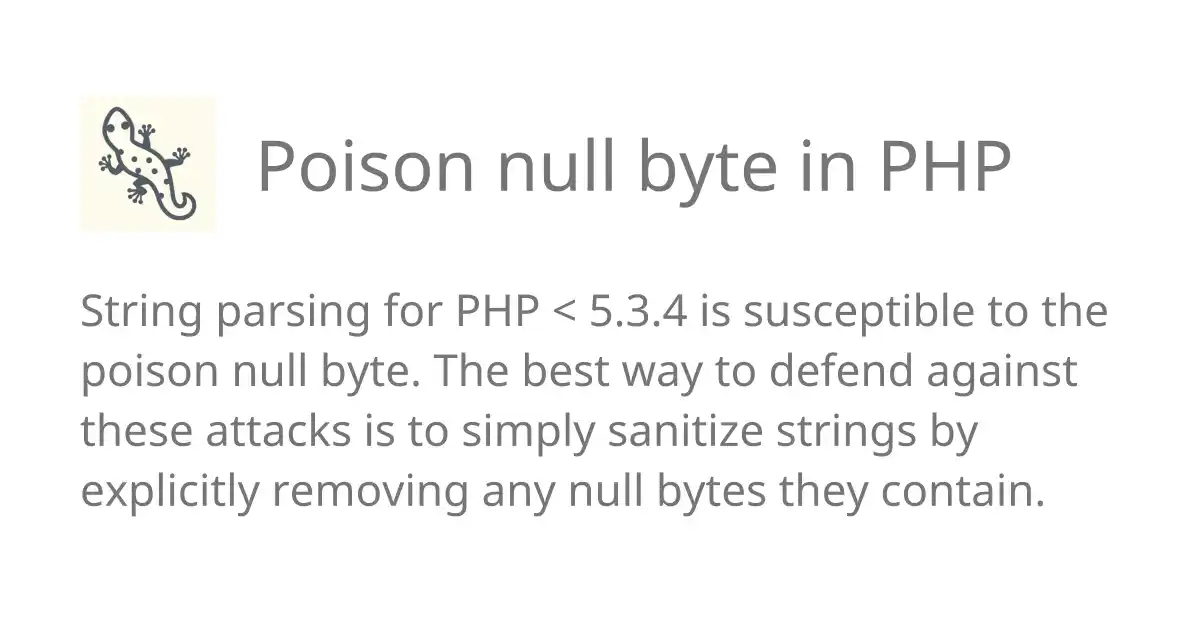 Poison null byte in PHP
String parsing for PHP < 5.3.4 is susceptible to the
poison null byte. The best way to defend against
these attacks is to simply sanitize strings by
explicitly removing any null bytes they contain.